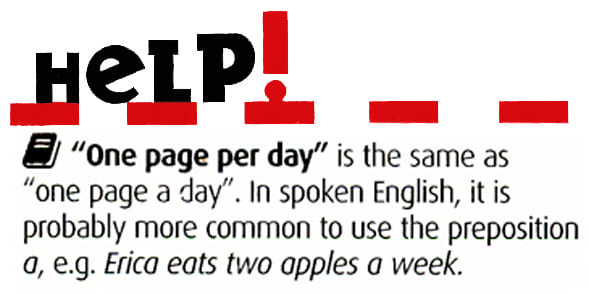 HeLP!
"One page per day" is the same as
"one page a day". In spoken English, it is
probably more common to use the preposition
a, e.g. Erica eats two apples a week.